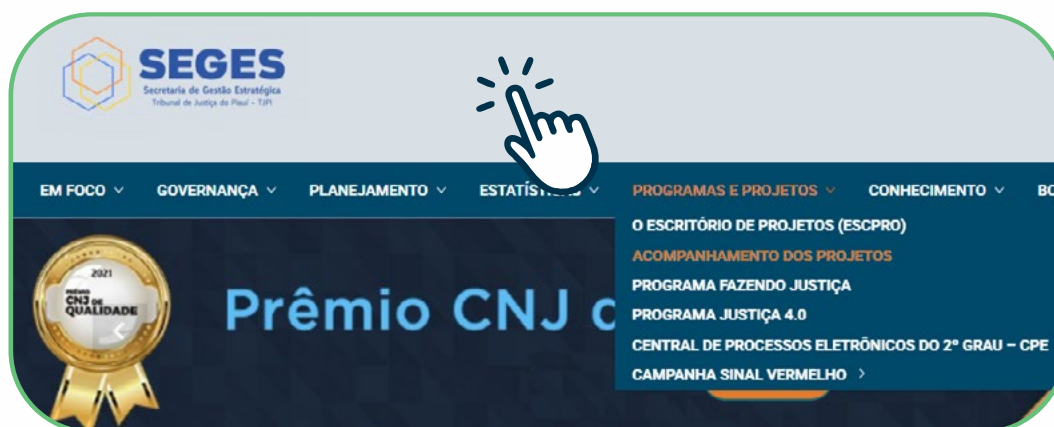 SEGES
Secretaria de Gestão Estratégica
Tribunal de Justiça do Piauí - TJPI
EM FOCO GOVERNANÇA PLANEJAMENTO PROGRAMAS E PROJETOS CONHECIMENTO
O ESCRITÓRIO DE PROJETOS (ESCPRO)
ACOMPANHAMENTO DOS PROJETOS
PROGRAMA FAZENDO JUSTIÇA
PROGRAMA JUSTIÇA 4.0
CENTRAL DE PROCESSOS ELETRÔNICOS DO 2º GRAU – CPE
CAMPANHA SINAL VERMELHO
2021
PRÊMIO
CNJ DE
QUALIDADE
Prêmio CNJ